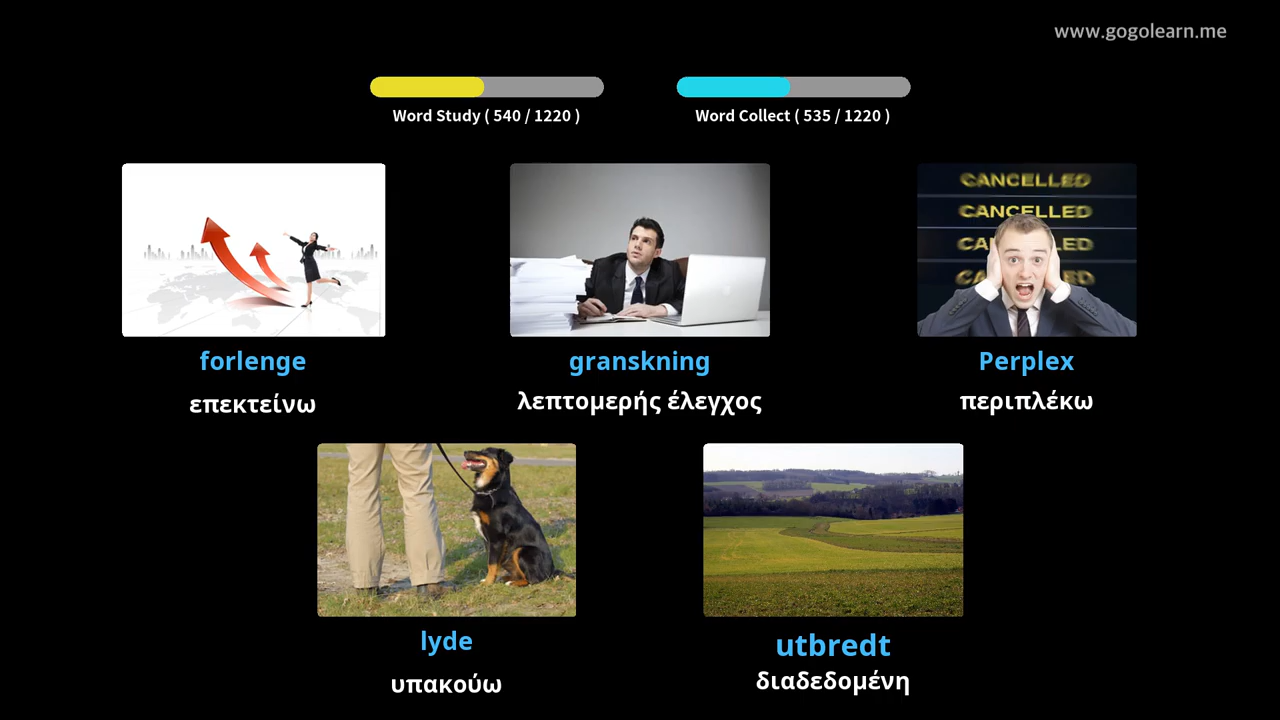 www.gogolearn.me
Word Study ( 540 / 1220 )
Word Collect ( 535 / 1220 )
CANCELLED
CANCELLED
forlenge
granskning
Perplex
επεκτείνω
λεπτομερής έλεγχος
περιπλέκω
lyde
utbredt
υπακούω
διαδεδομένη